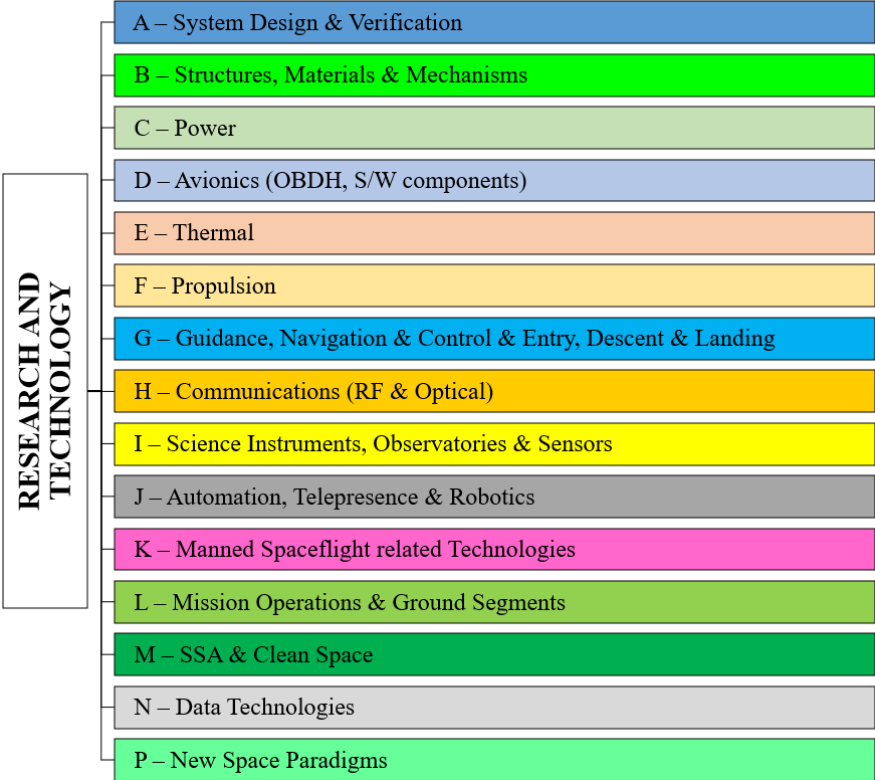 RESEARCH AND
TECHNOLOGY
A – System Design & Verification
B – Structures, Materials & Mechanisms
C – Power
D – Avionics (OBDH, S/W components)
E – Thermal
F – Propulsion
G – Guidance, Navigation & Control & Entry, Descent & Landing
H – Communications (RF & Optical)
I – Science Instruments, Observatories & Sensors
J – Automation, Telepresence & Robotics
K – Manned Spaceflight related Technologies
L – Mission Operations & Ground Segments
M – SSA & Clean Space
N – Data Technologies
P – New Space Paradigms